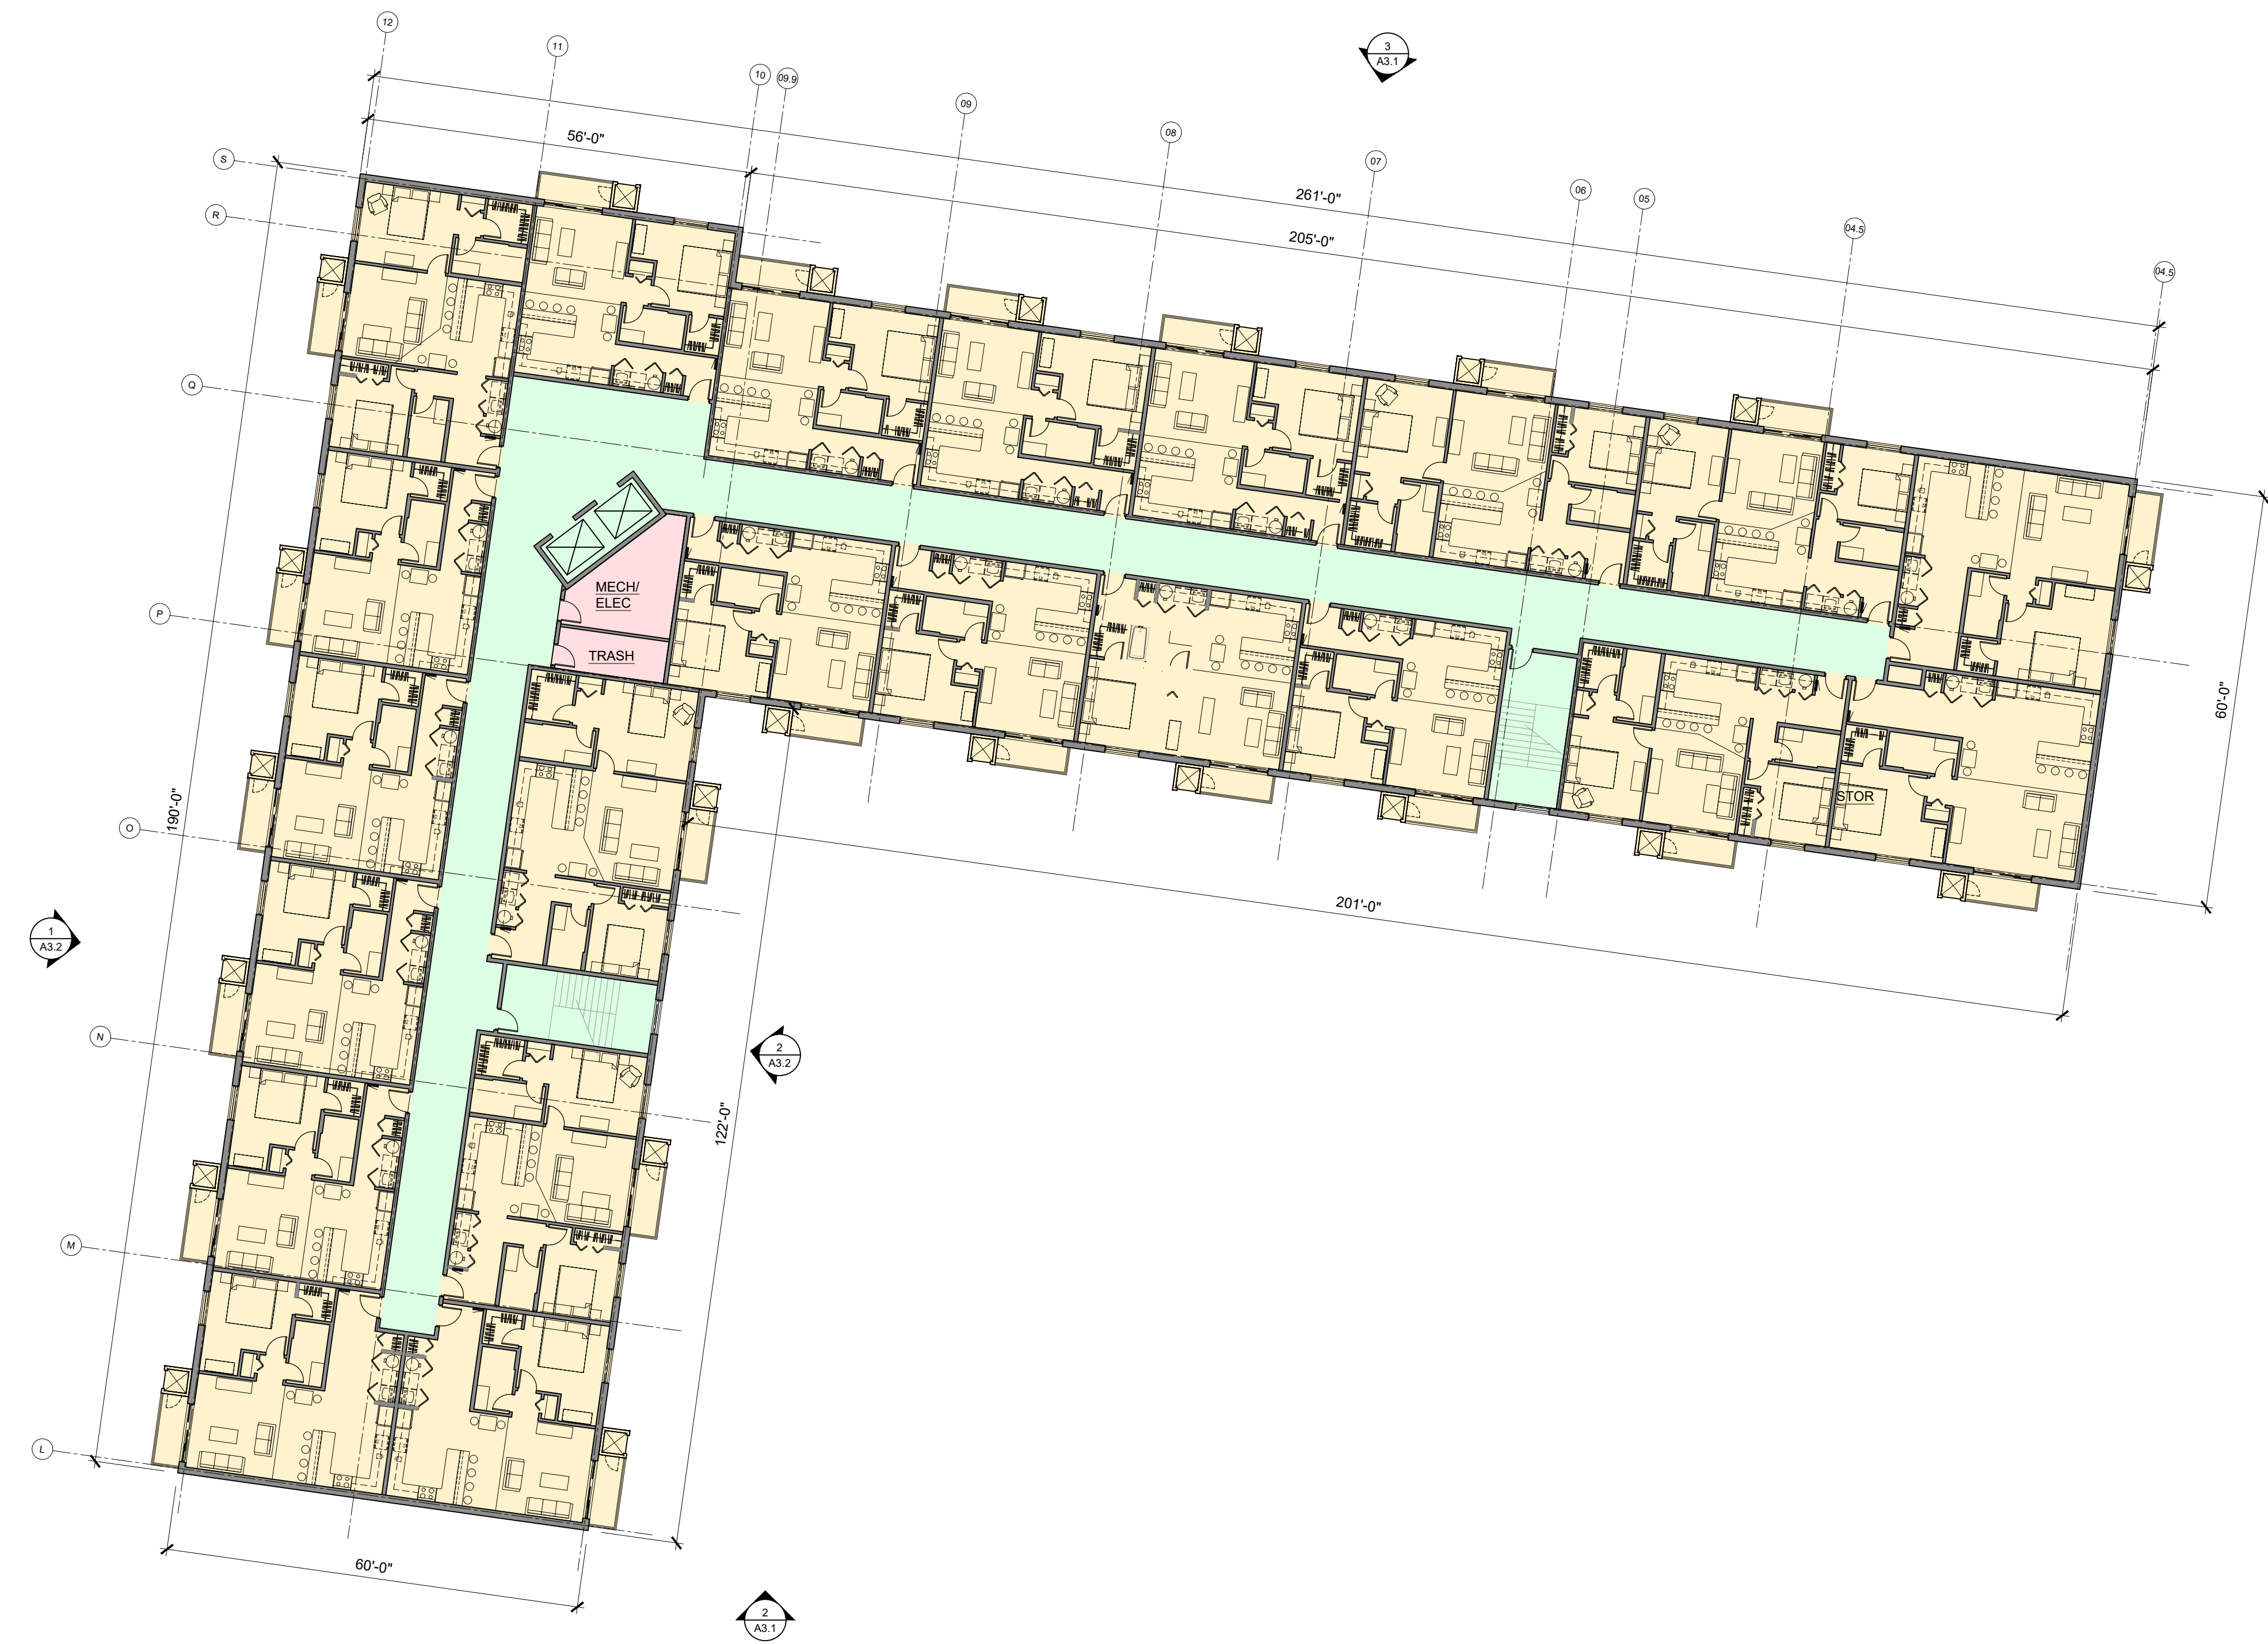 12
11
10
09.9
09
08
07
06
05
04.5
04.5
3
A3.1
56'-0"
261'-0"
205'-0"
S
R
Q
P
O
N
M
L
MECH/
ELEC
TRASH
STOR
190'-0"
60'-0"
201'-0"
122'-0"
1
A3.2
2
A3.2
60'-0"
2
A3.1